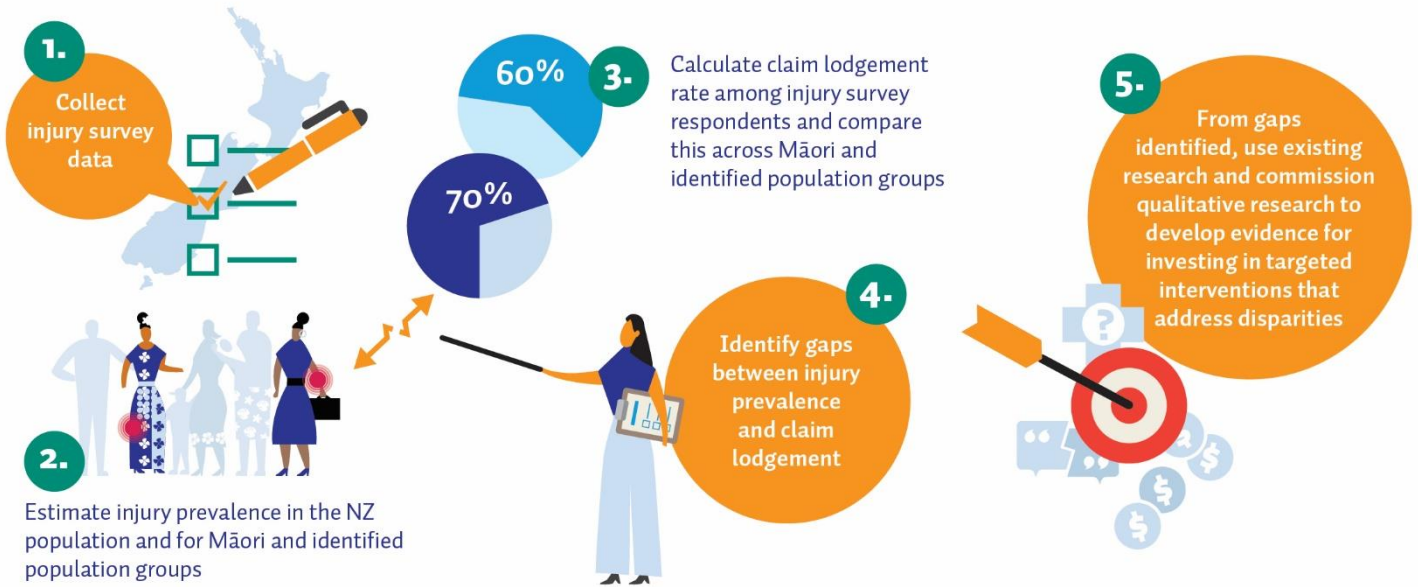 1.
Collect
injury survey
data
2.
Estimate injury prevalence in the NZ
population and for Māori and identified
population groups
60%
70%
3.
Calculate claim lodgement
rate among injury survey
respondents and compare
this across Māori and
identified population groups
4.
Identify gaps
between injury
prevalence
and claim
lodgement
5.
From gaps
identified, use existing
research and commission
qualitative research to
develop evidence for
investing in targeted
interventions that
address disparities
?
“
”
$
$
$